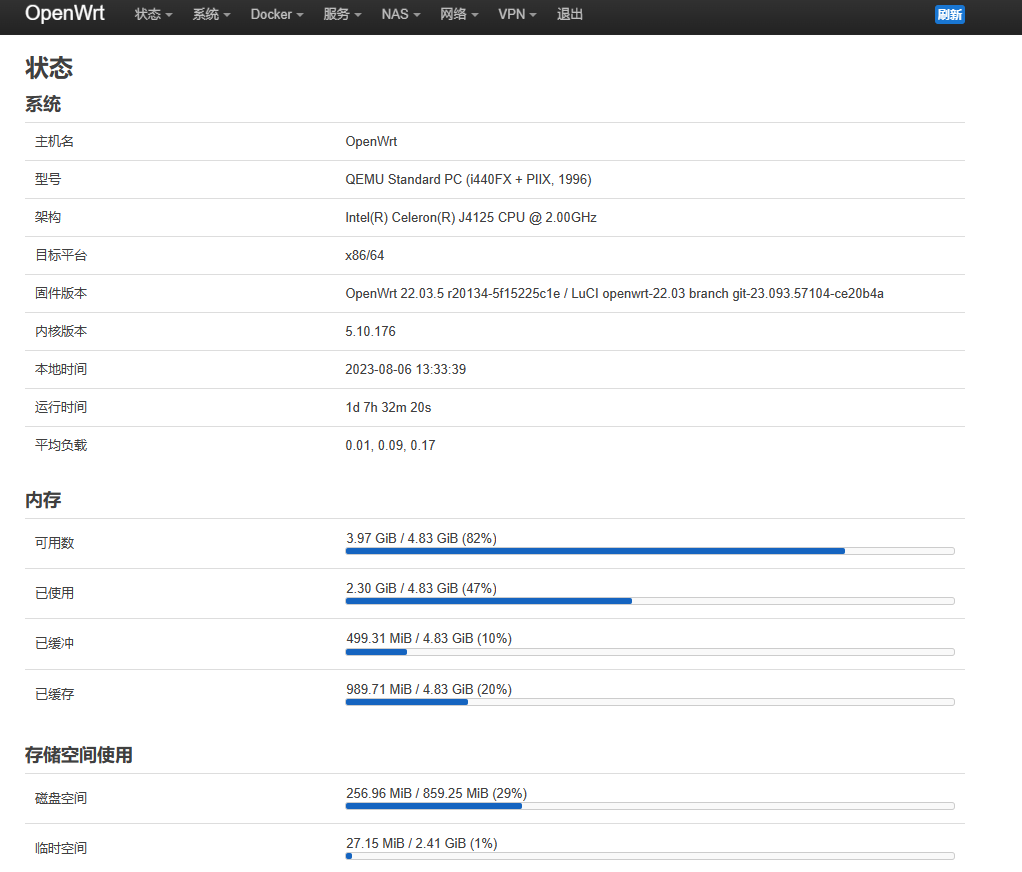 OpenWrt 状态 系统 Docker 服务 NAS 网络 VPN 退出 刷新
状态
系统
主机名 OpenWrt
型号 QEMU Standard PC (i440FX + PIIX, 1996)
架构 Intel(R) Celeron(R) J4125 CPU @ 2.00GHz
目标平台 x86/64
固件版本 OpenWrt 22.03.5 r20134-5f15225c1e / LuCI openwrt-22.03 branch git-23.093.57104-ce20b4a
内核版本 5.10.176
本地时间 2023-08-06 13:33:39
运行时间 1d 7h 32m 20s
平均负载 0.01, 0.09, 0.17
内存
可用数 3.97 GiB / 4.83 GiB (82%)
已使用 2.30 GiB / 4.83 GiB (47%)
已缓冲 499.31 MiB / 4.83 GiB (10%)
已缓存 989.71 MiB / 4.83 GiB (20%)
存储空间使用
磁盘空间 256.96 MiB / 859.25 MiB (29%)
临时空间 27.15 MiB / 2.41 GiB (1%)